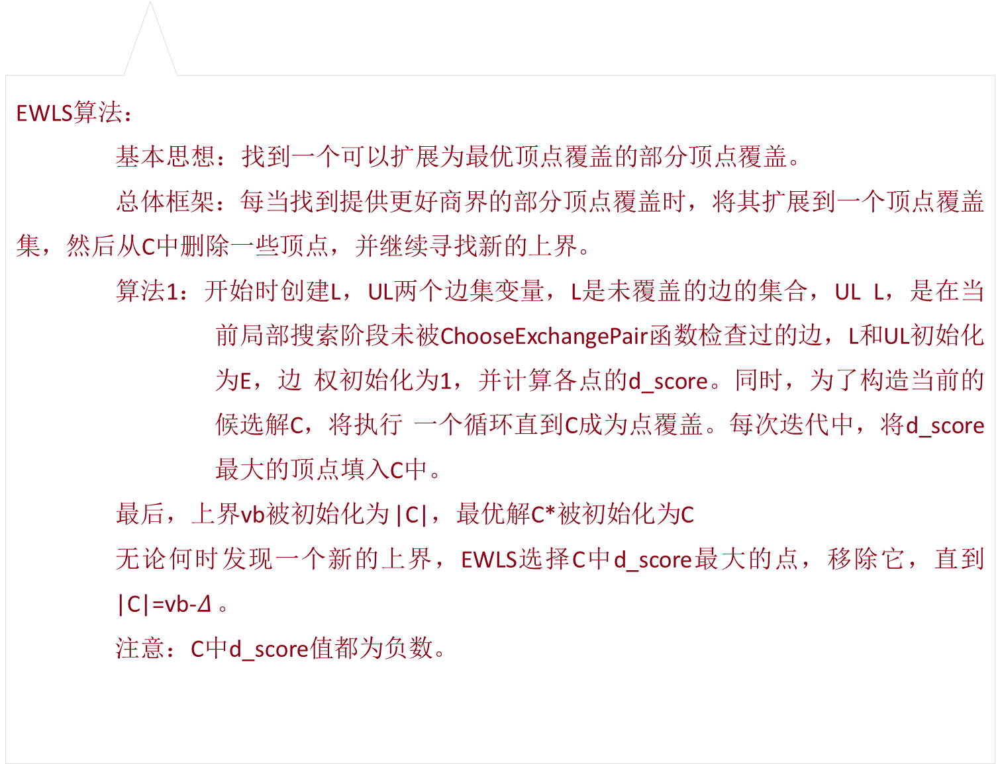 EWLS算法：
基本思想：找到一个可以扩展为最优顶点覆盖的部分顶点覆盖。
总体框架：每当找到提供更好商界的部分顶点覆盖时，将其扩展到一个顶点覆盖
集，然后从C中删除一些顶点，并继续寻找新的上界。
算法1：开始时创建L，UL两个边集变量，L是未覆盖的边的集合，UL L，是在当
前局部搜索阶段未被ChooseExchangePair函数检查过的边，L和UL初始化
为E，边 权初始化为1，并计算各点的d_score。同时，为了构造当前的
候选解C，将执行 一个循环直到C成为点覆盖。每次迭代中，将d_score
最大的顶点填入C中。
最后，上界vb被初始化为|C|，最优解C*被初始化为C
无论何时发现一个新的上界，EWLS选择C中d_score最大的点，移除它，直到
|C|=vb-Δ 。
注意：C中d_score值都为负数。